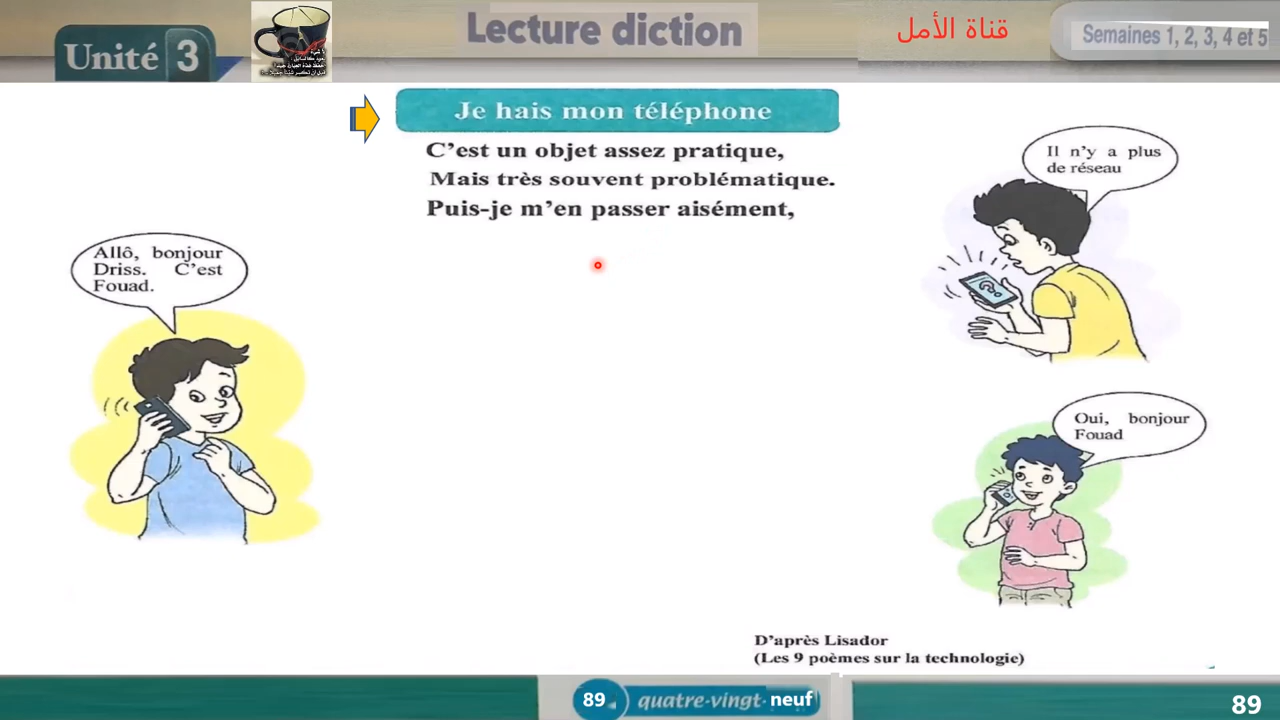 Unité 3
Lecture diction
قناة الأمل
Semaines 1, 2, 3, 4 et 5
Je hais mon téléphone
C'est un objet assez pratique,
Mais très souvent problématique.
Puis-je m'en passer aisément,
Il n'y a plus
de réseau
Allô, bonjour
Driss. C'est
Fouad.
Oui, bonjour
Fouad
D'après Lisador
(Les 9 poèmes sur la technologie)
89
quatre-vingt-neuf
89